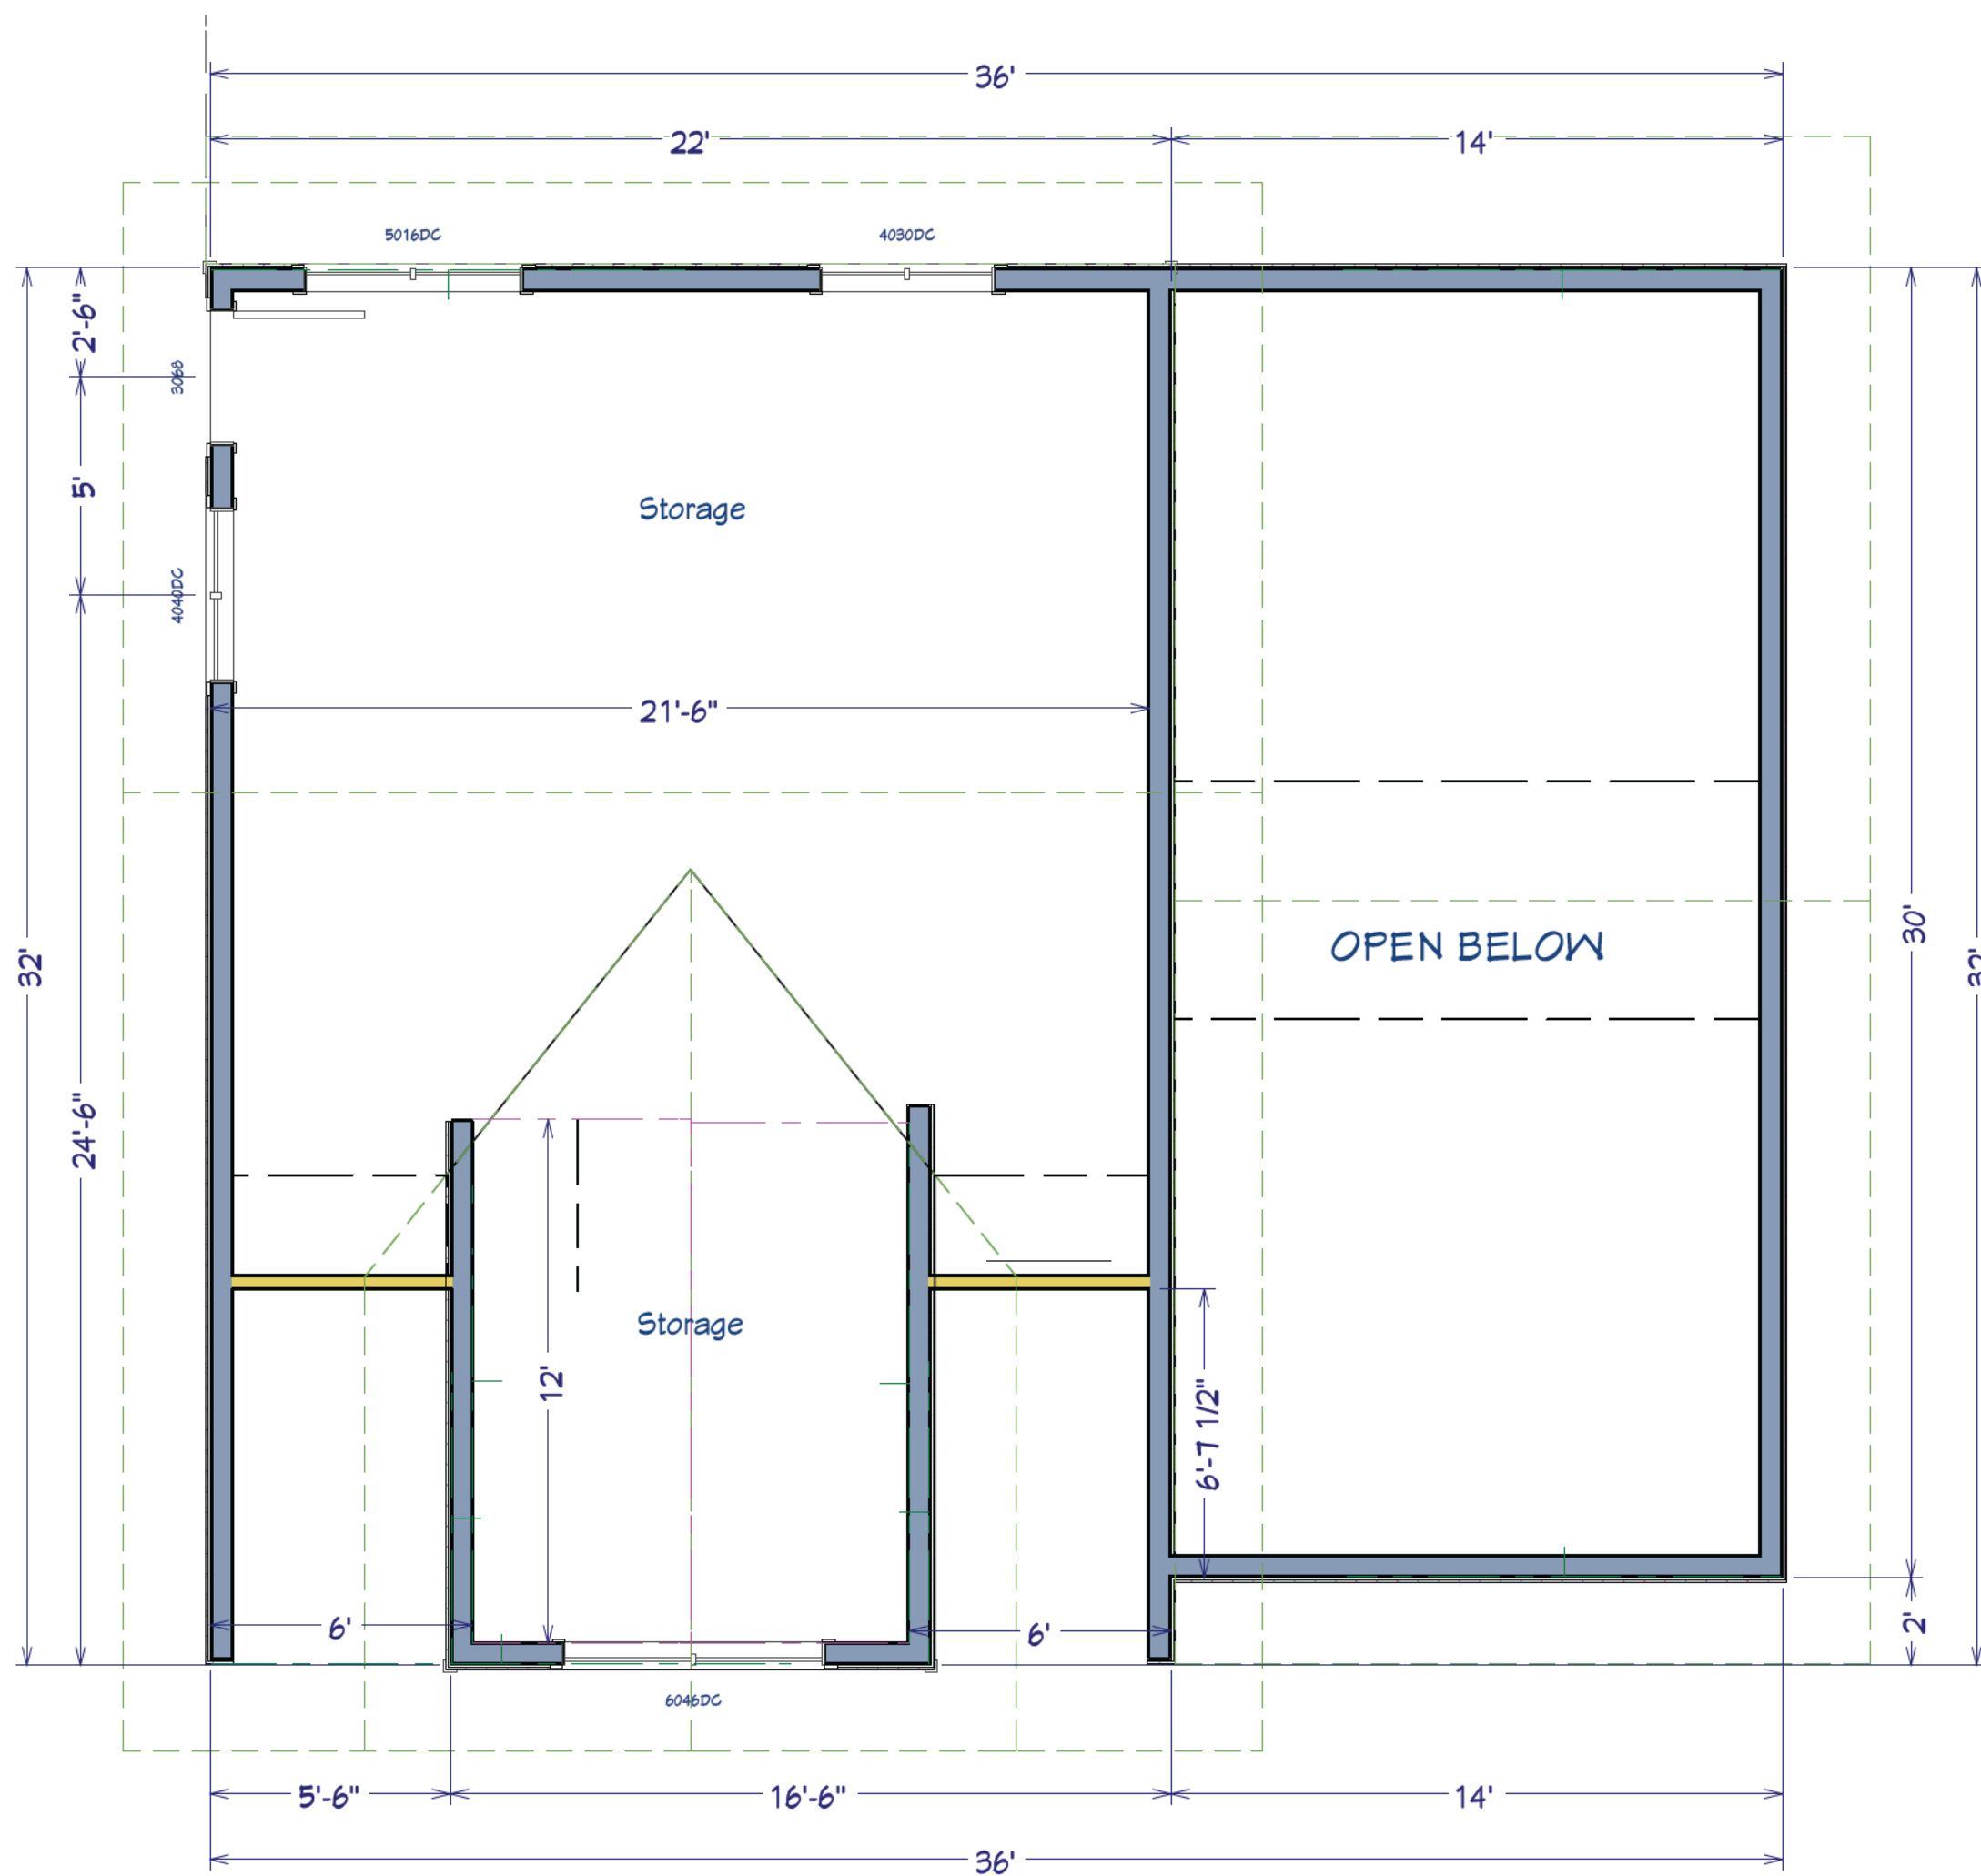 36'
22'
14'
5016DC
4030DC
2'-6"
3068
5'
4040DC
Storage
21'-6"
32'
30'
OPEN BELOW
32'
24'-6"
Storage
12'
6'-7 1/2"
6'
6'
2'
6046DC
5'-6"
16'-6"
14'
36'